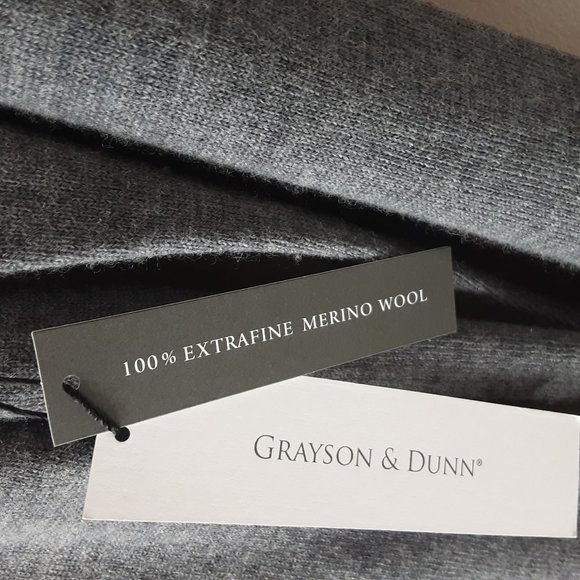 100% EXTRAFINE MERINO WOOL
GRAYSON & DUNN®